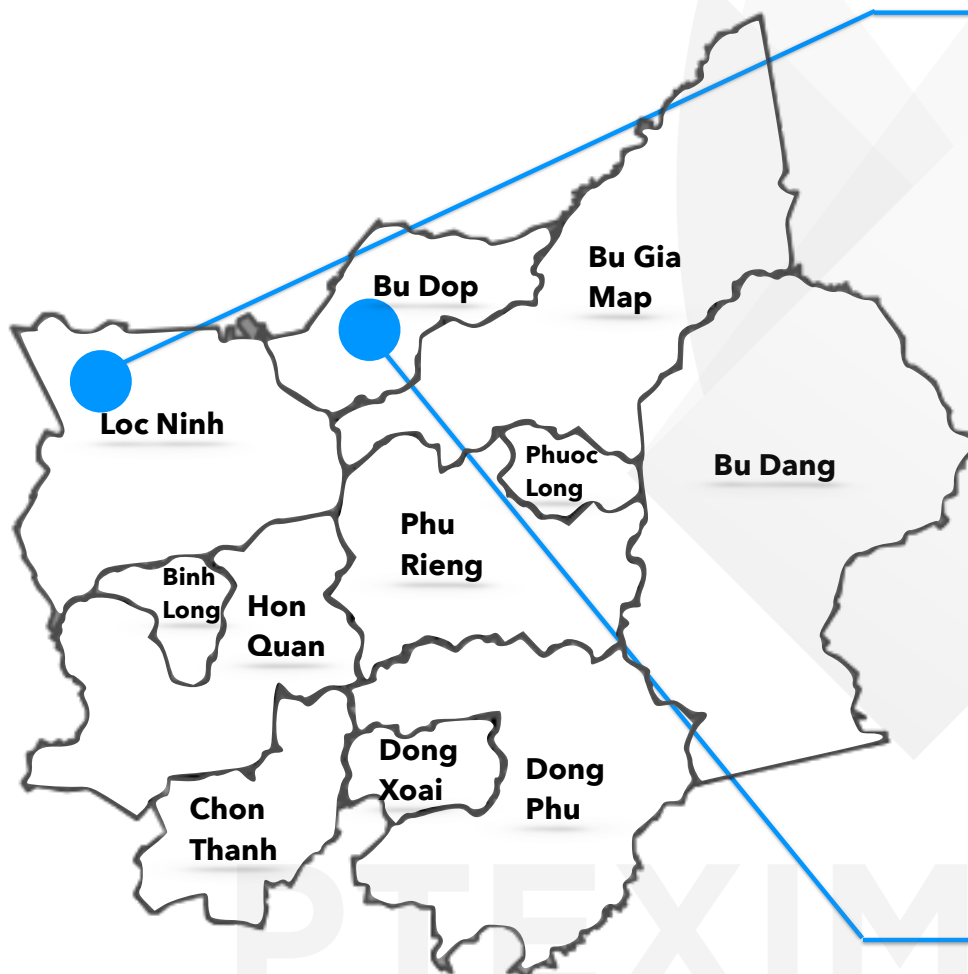 Bu Gia
Map
Bu Dop
Loc Ninh
Phuoc
Long
Bu Dang
Phu
Rieng
Binh
Long
Hon
Quan
Dong
Xoai
Dong
Phu
Chon
Thanh
PTEXIM